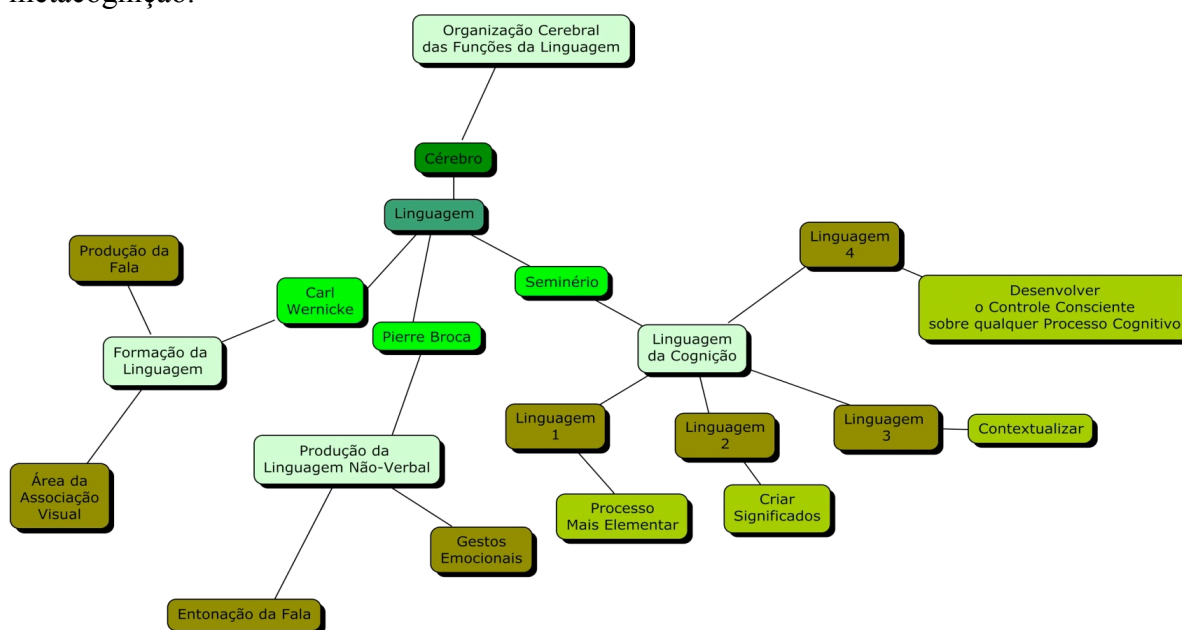 metacognição.
Organização Cerebral
das Funções da Linguagem
Cérebro
Linguagem
Produção da
Fala
Carl
Wernicke
Formação da
Linguagem
Área da
Associação
Visual
Pierre Broca
Produção da
Linguagem Não-Verbal
Gestos
Emocionais
Entonação da Fala
Seminério
Linguagem
da Cognição
Linguagem
1
Processo
Mais Elementar
Linguagem
2
Criar
Significados
Linguagem
3
Contextualizar
Linguagem
4
Desenvolver
o Controle Consciente
sobre qualquer Processo Cognitivo